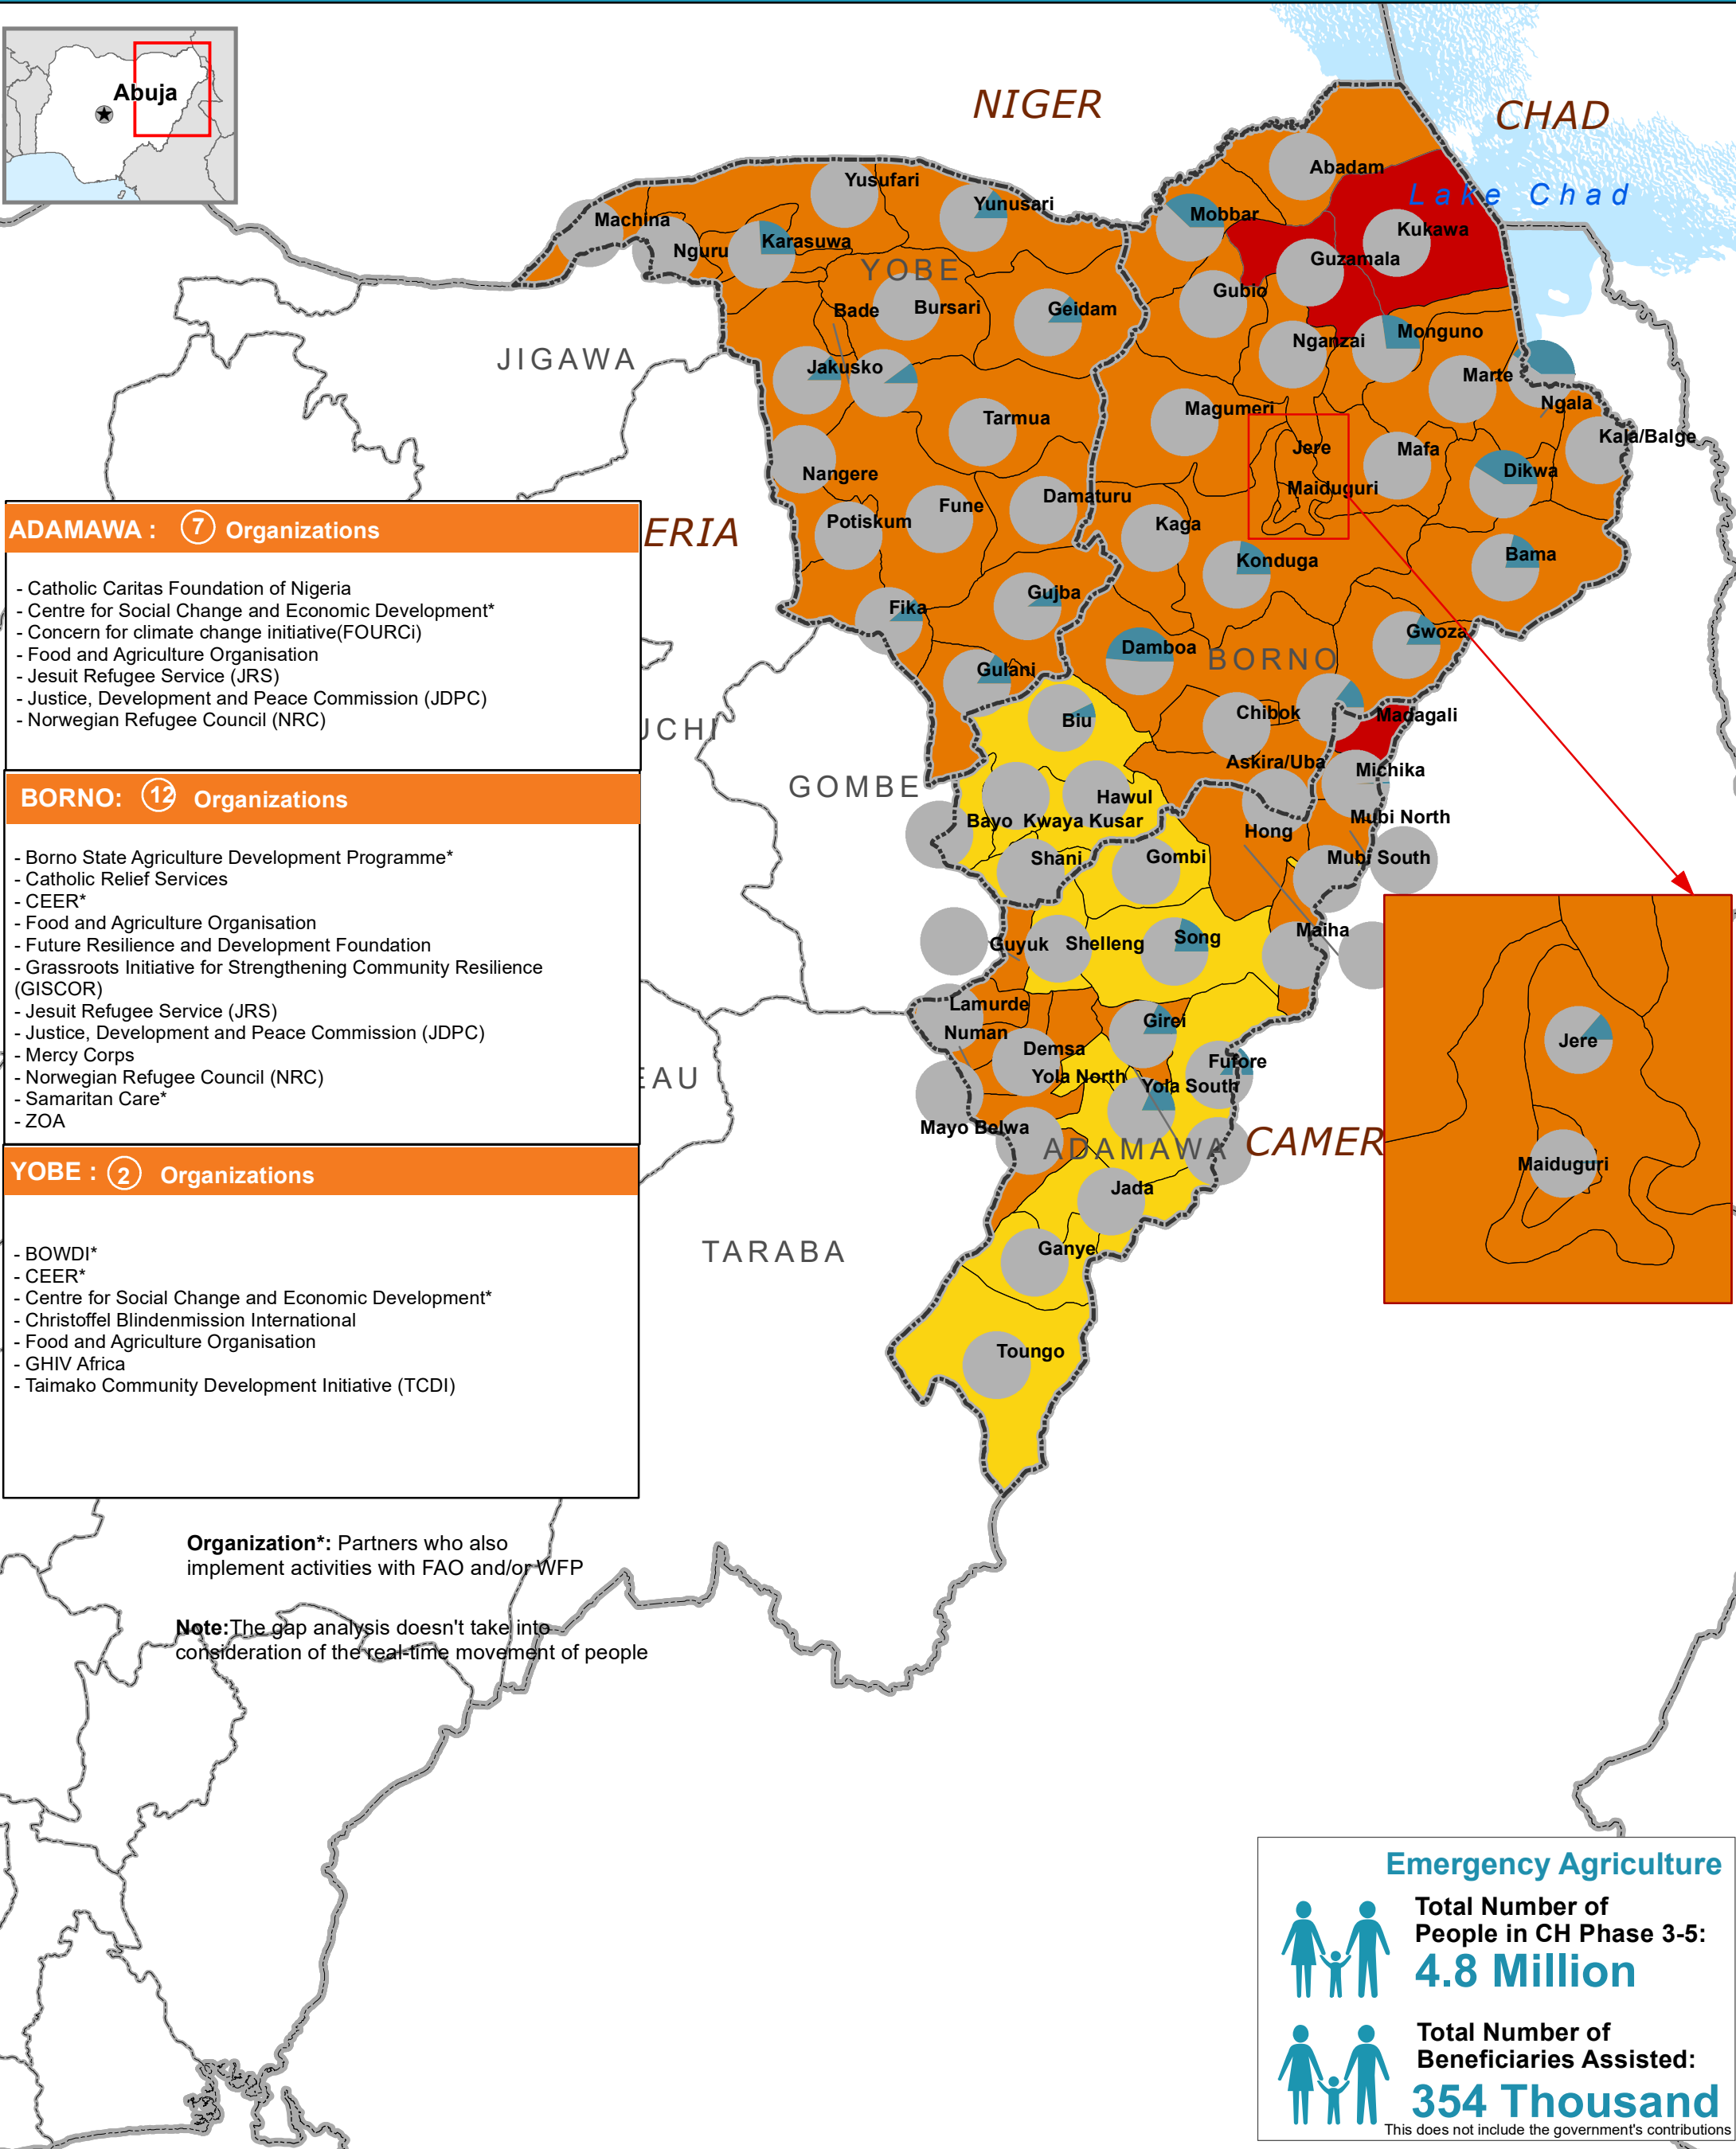 Abuja
NIGER
CHAD
Lake Chad
Abadam
Yusufari
Yunusari
Machina
Mobbar
Kukawa
Nguru
Karasuwa
Guzamala
YOBE
Gubio
Bade
Bursari
Geidam
Nganzai
Monguno
JIGAWA
Jakusko
Marte
Ngala
Tarmua
Magumeri
Kala/Balge
Jere
Mafa
Nangere
Dikwa
Maiduguri
Damaturu
Fune
Potiskum
Kaga
ERIA
Bama
Konduga
Gujba
Fika
Gwoza
Damboa
BORNO
Gulani
Biu
Chibok
Madagali
UCHI
Askira/Uba
Michika
GOMBE
Hawul
Bayo
Kwaya Kusar
Hong
Mubi North
Shani
Gombi
Mubi South
Guyuk
Shelleng
Song
Maiha
Lamurde
Numan
Girei
Demsa
Fufore
Yola North
Yola South
EAU
Mayo Belwa
ADAMAWA
CAMER
Jada
TARABA
Ganye
Toungo
Jere
Maiduguri
ADAMAWA : 7 Organizations
- Catholic Caritas Foundation of Nigeria
- Centre for Social Change and Economic Development*
- Concern for climate change initiative(FOURCi)
- Food and Agriculture Organisation
- Jesuit Refugee Service (JRS)
- Justice, Development and Peace Commission (JDPC)
- Norwegian Refugee Council (NRC)
BORNO: 12 Organizations
- Borno State Agriculture Development Programme*
- Catholic Relief Services
- CEER*
- Food and Agriculture Organisation
- Future Resilience and Development Foundation
- Grassroots Initiative for Strengthening Community Resilience
(GISCOR)
- Jesuit Refugee Service (JRS)
- Justice, Development and Peace Commission (JDPC)
- Mercy Corps
- Norwegian Refugee Council (NRC)
- Samaritan Care*
- ZOA
YOBE : 2 Organizations
- BOWDI*
- CEER*
- Centre for Social Change and Economic Development*
- Christoffel Blindenmission International
- Food and Agriculture Organisation
- GHIV Africa
- Taimako Community Development Initiative (TCDI)
Organization*: Partners who also
implement activities with FAO and/or WFP
Note:The gap analysis doesn't take into
consideration of the real-time movement of people
Emergency Agriculture
Total Number of
People in CH Phase 3-5:
4.8 Million
Total Number of
Beneficiaries Assisted:
354 Thousand
This does not include the government's contributions